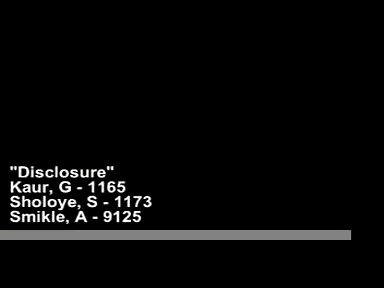 "Disclosure"
Kaur, G - 1165
Sholoye, S - 1173
Smikle, A - 9125